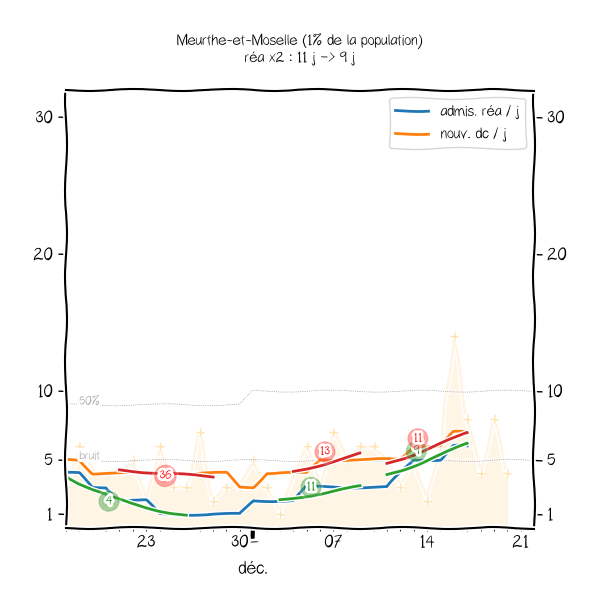 Meurthe-et-Moselle (1% de la population)
réa x2 : 11 j -> 9 j
admis. réa / j
nouv. dc / j
30 30
20 20
10 10
50%
bruit
5 5
1 1
4
36
11
13
11
9
23 30 07 14 21
déc.